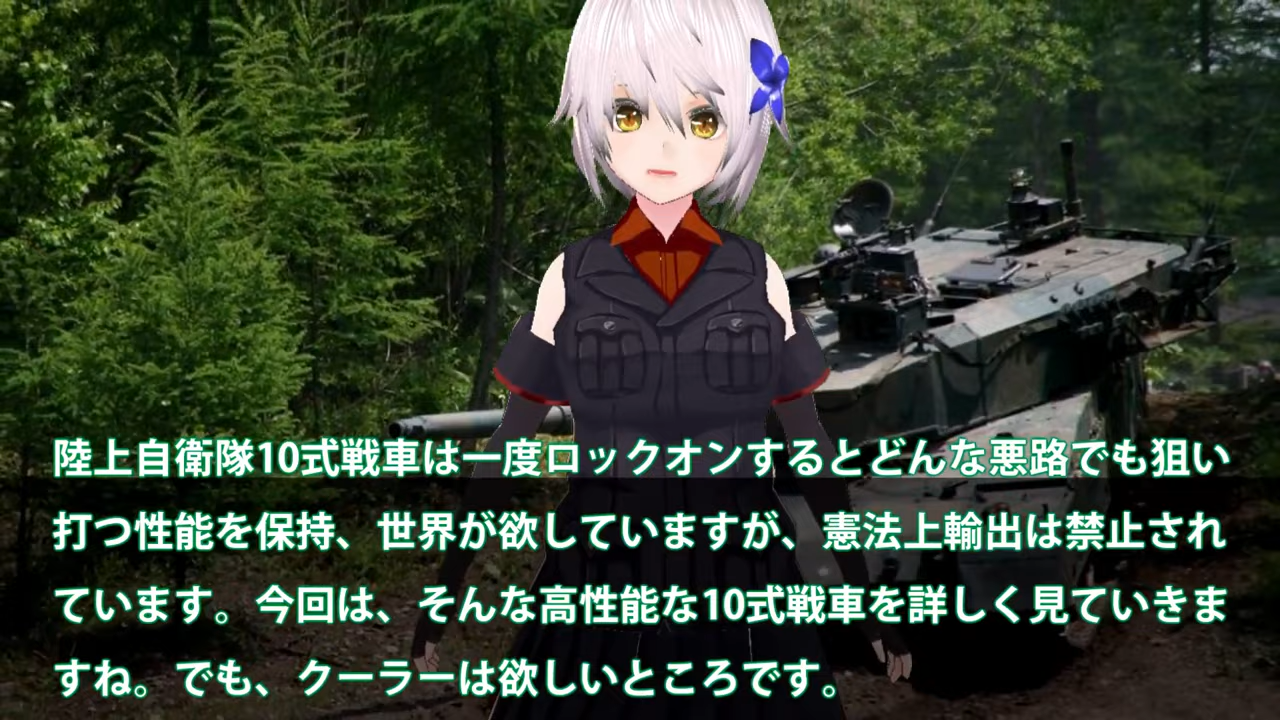 陸上自衛隊10式戦車は一度ロックオンするとどんな悪路でも狙い
打つ性能を保持、世界が欲していますが、憲法上輸出は禁止され
ています。今回は、そんな高性能な10式戦車を詳しく見ていきま
すね。でも、クーラーは欲しいところです。